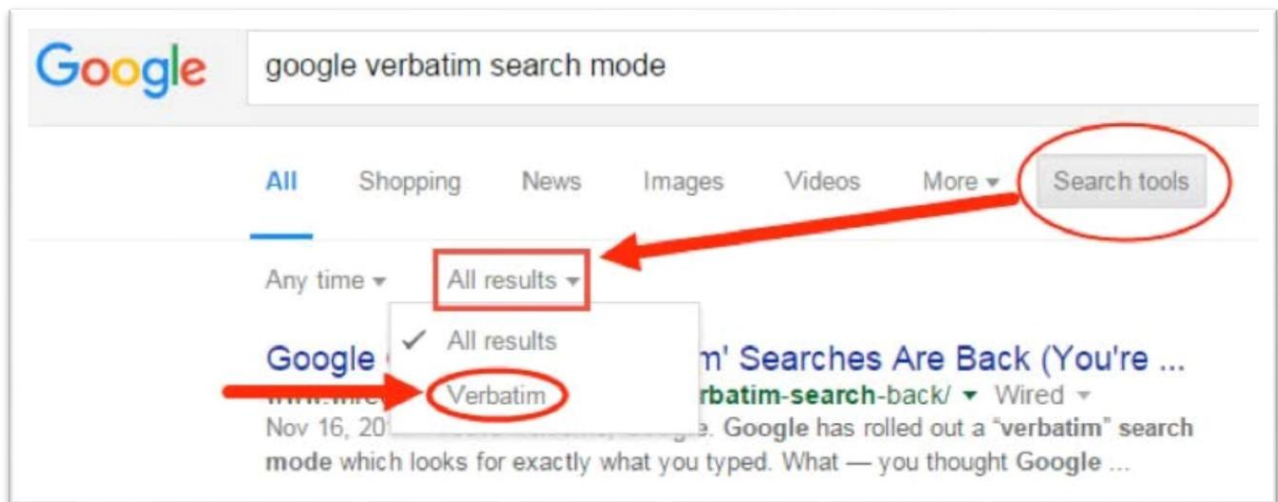 Google google verbatim search mode
All Shopping News Images Videos More Search tools
Any time All results
All results
Verbatim
Google m' Searches Are Back (You're ...
rbatim-search-back/ Wired
Nov 16, 20 Google has rolled out a “verbatim” search
mode which looks for exactly what you typed. What — you thought Google ...